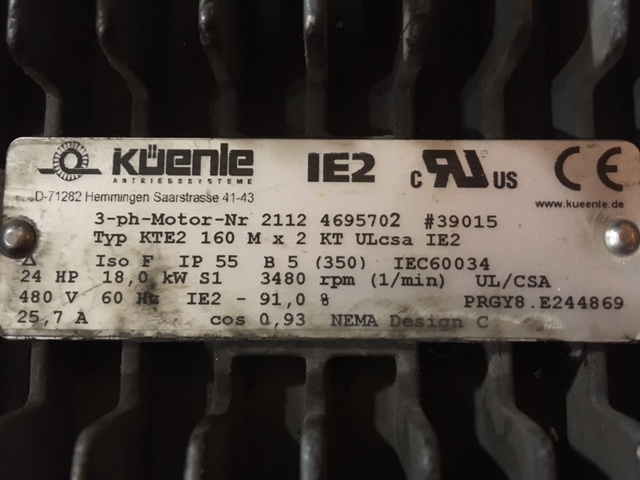 KÜENLE IE2 c RU US CE
ANTRIEBSSYSTEME
D-71282 Hemmingen Saarstrasse 41-43 www.kueenle.de
3-ph-Motor-Nr 2112 4695702 #39015
Typ KTE2 160 M x 2 KT ULcsa IE2
Δ Iso F IP 55 B 5 (350) IEC60034
24 HP 18,0 kW S1 3480 rpm (1/min) UL/CSA
480 V 60 Hz IE2 - 91,0 % PRGY8.E244869
25,7 A cos 0,93 NEMA Design C